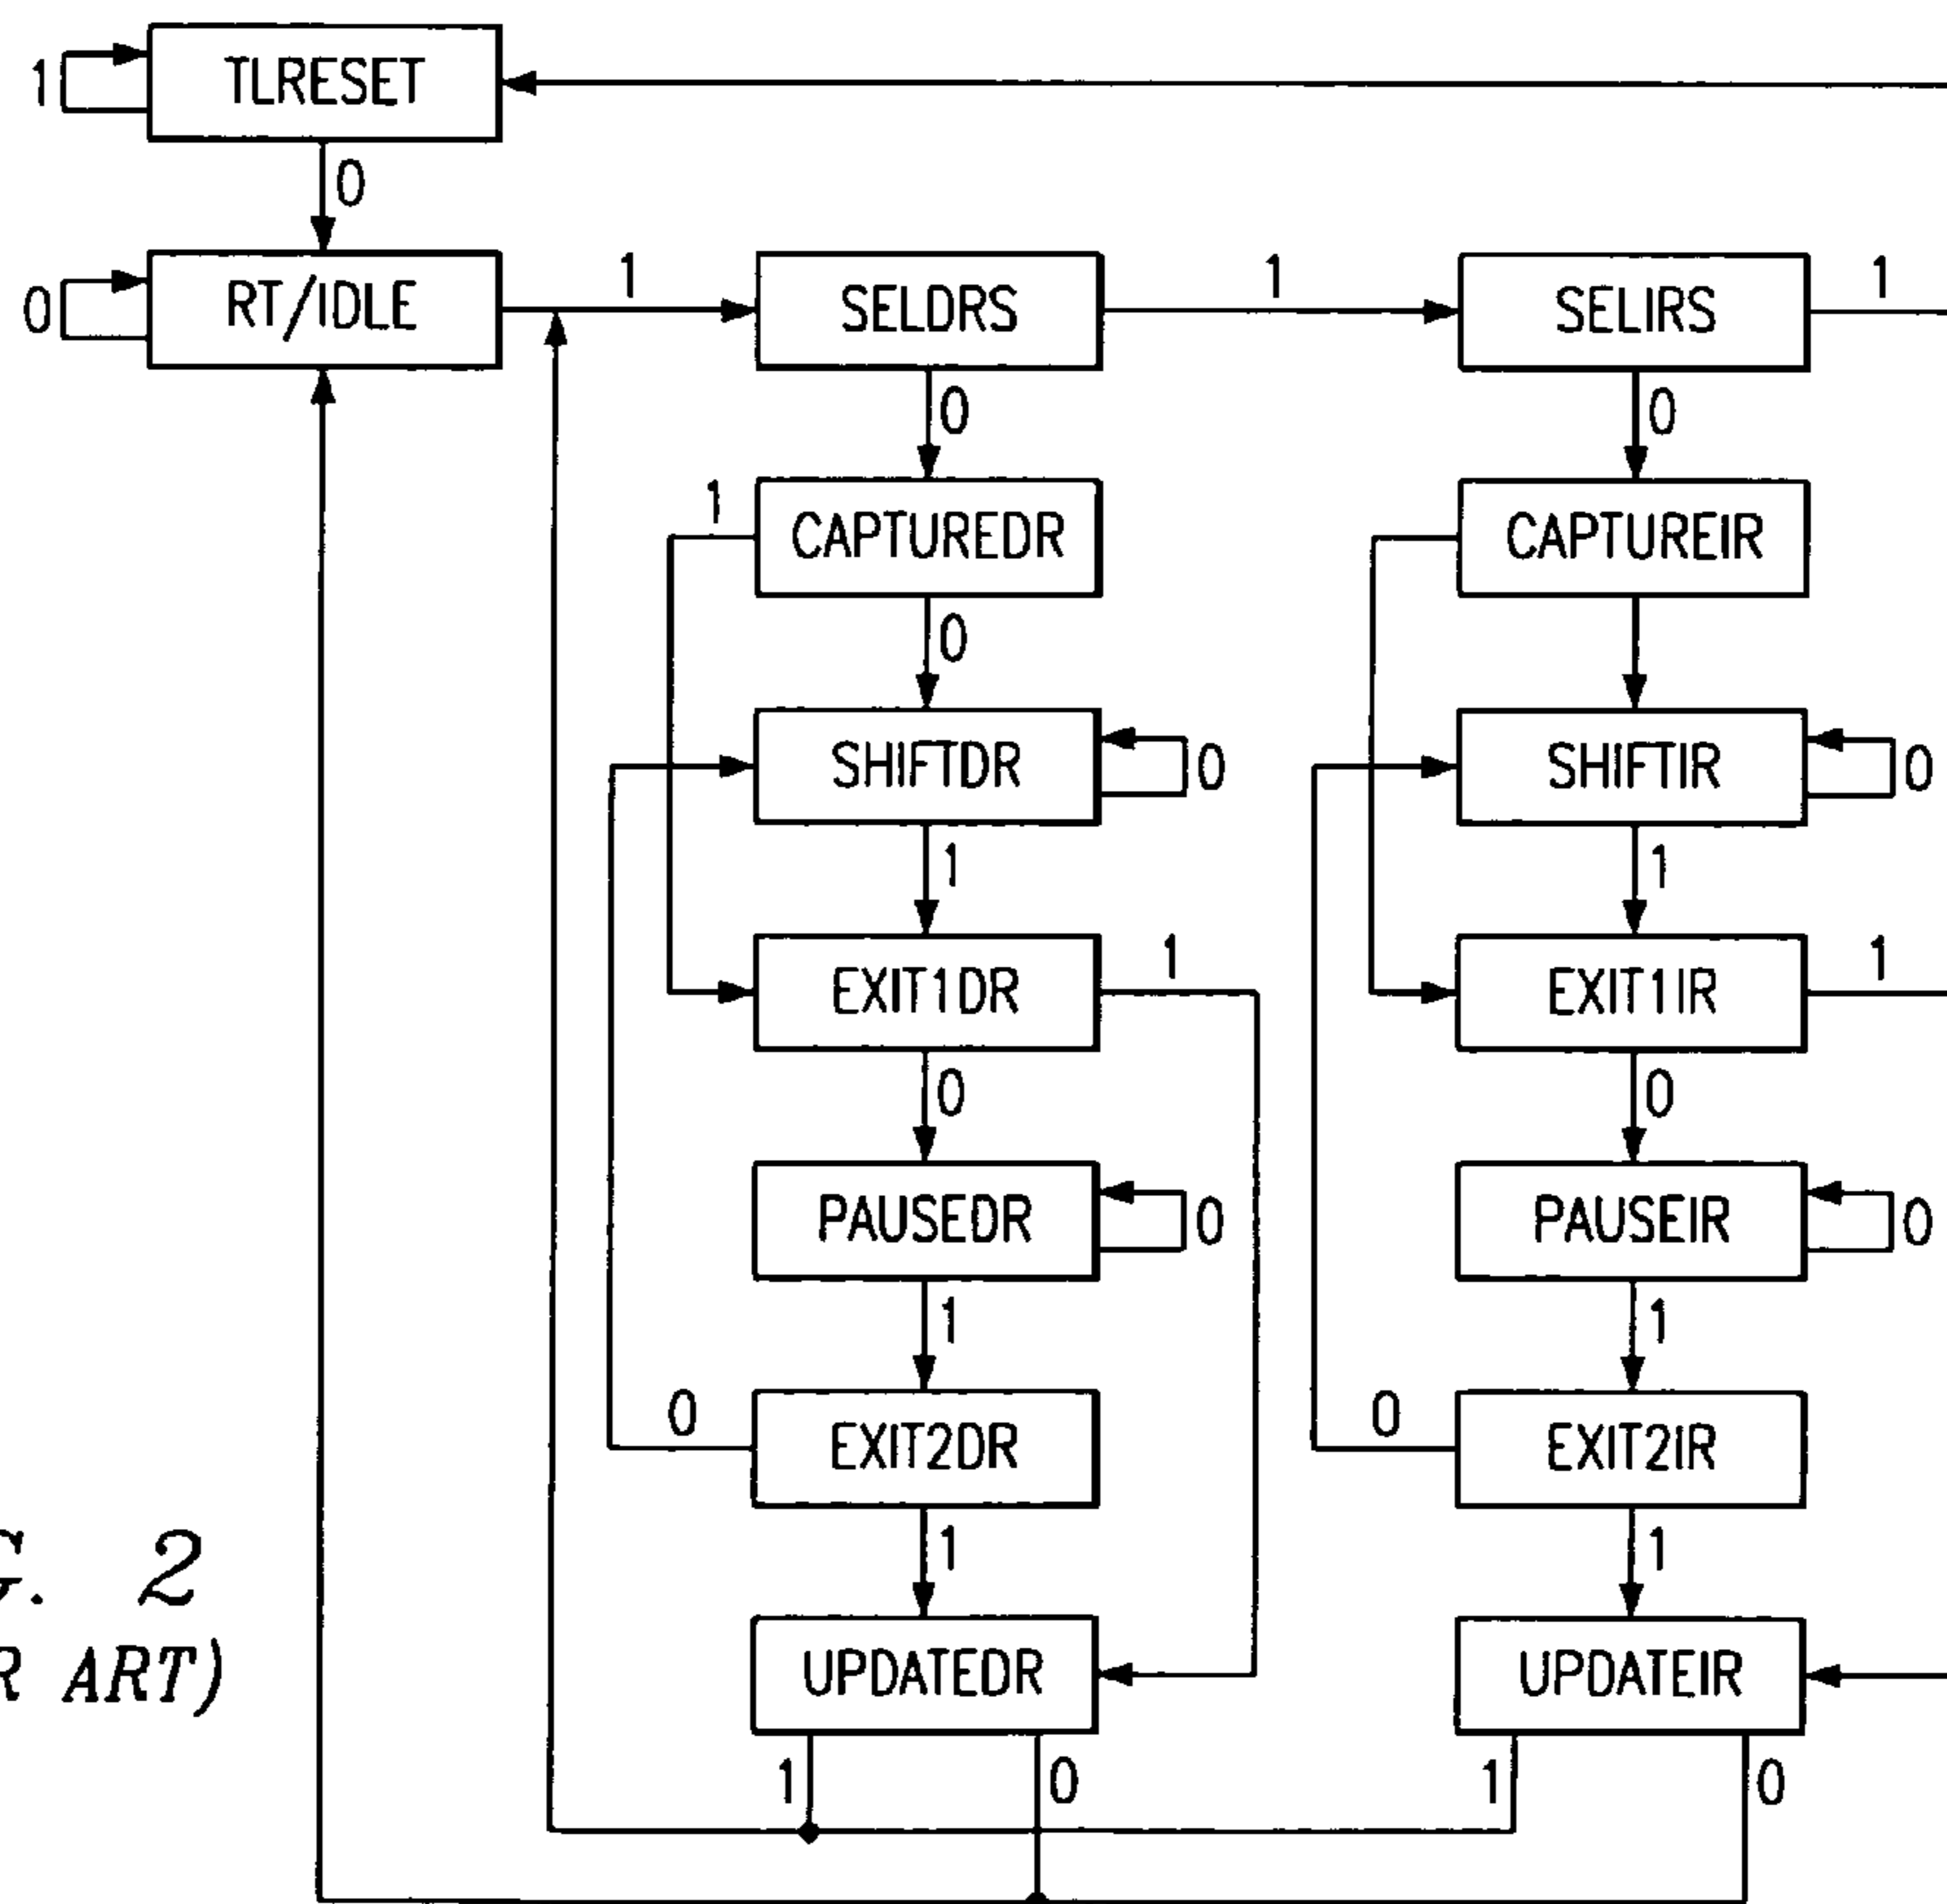 1
TLRESET
0
0
RT/IDLE
1
SELDRS
1
SELIRS
1
0
0
1
CAPTUREDR
CAPTUREIR
0
SHIFTDR
0
SHIFTIR
0
1
1
EXIT1DR
1
EXIT1IR
1
0
0
PAUSEDR
0
PAUSEIR
0
1
1
0
EXIT2DR
0
EXIT2IR
1
1
2
ART)
UPDATEDR
UPDATEIR
1
0
1
0